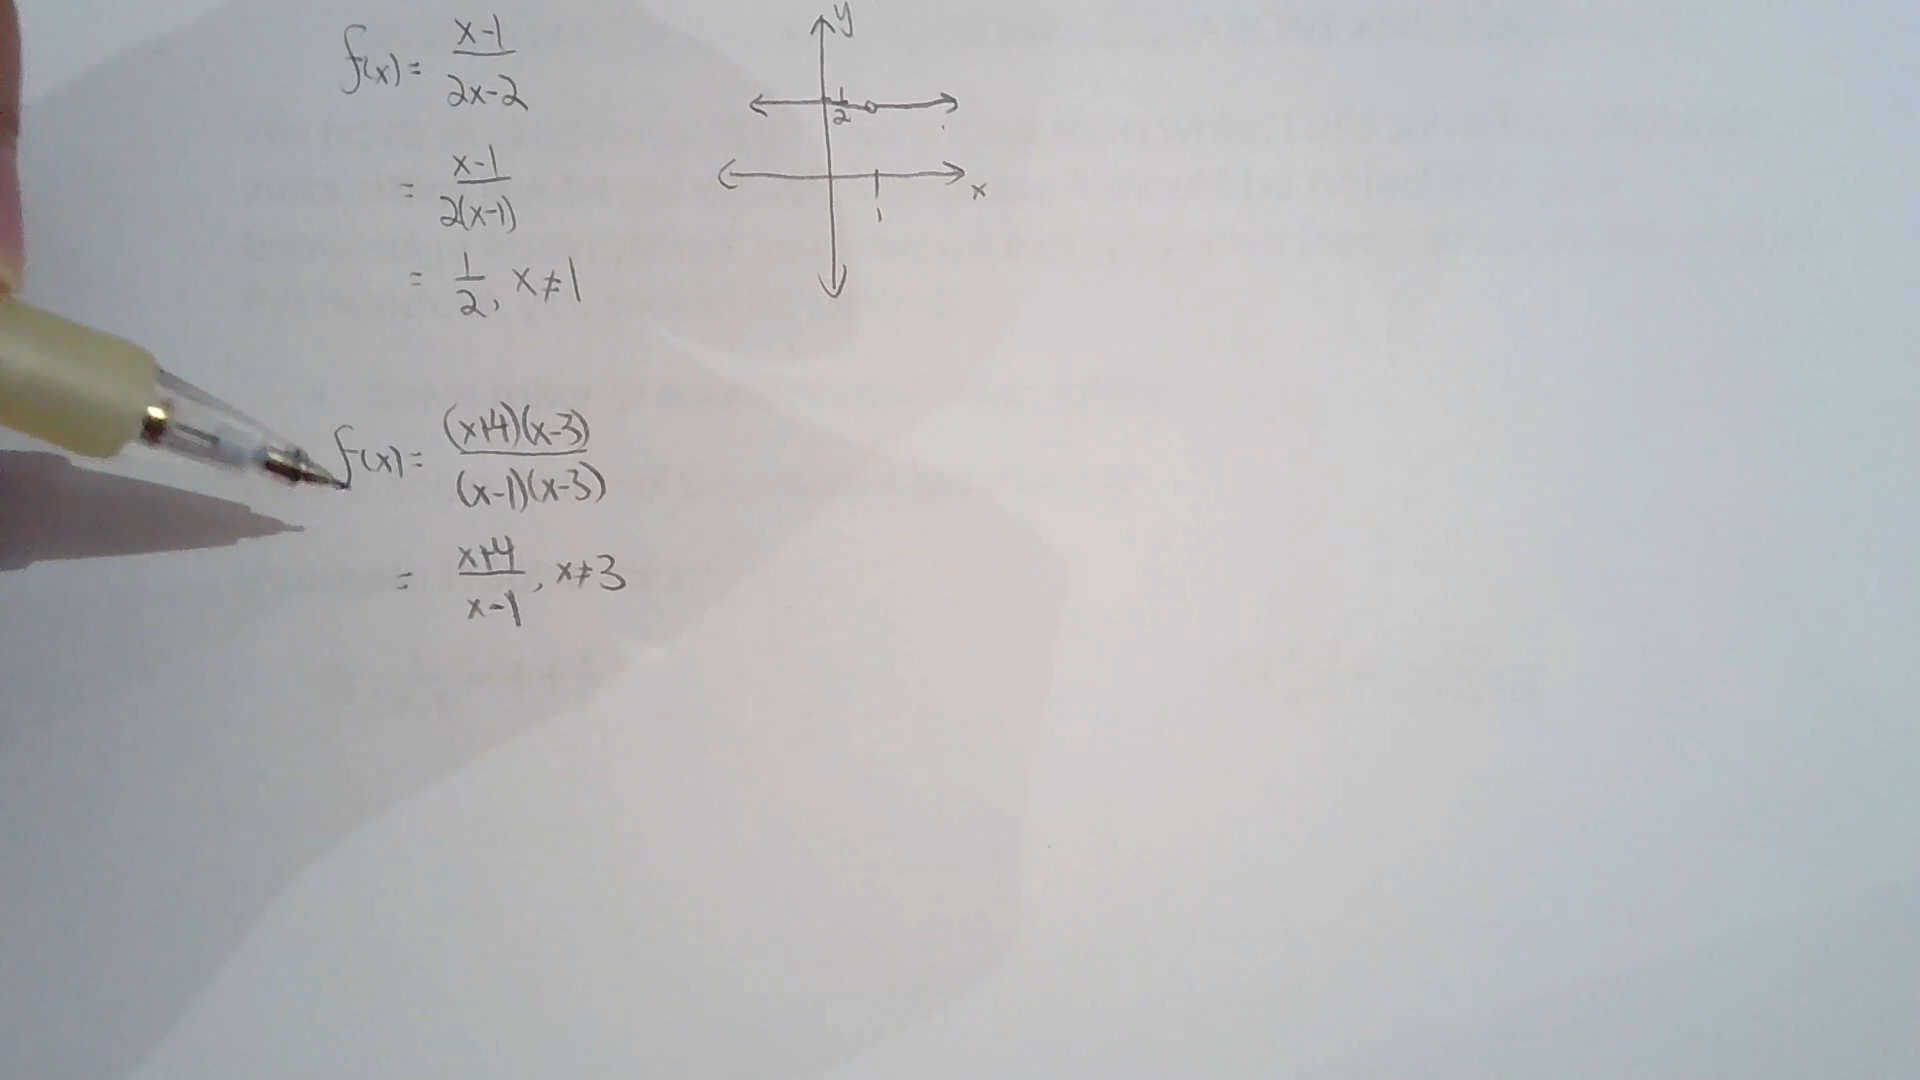 f(x) = (x-1)/(2x-2)
= (x-1)/(2(x-1))
= 1/2, x≠1
y
1/2
x
1
f(x) = ((x+4)(x-3))/((x-1)(x-3))
= (x+4)/(x-1), x≠3